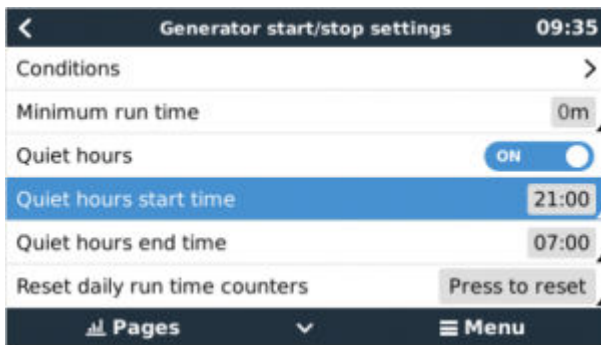 Generator start/stop settings 09:35
Conditions
Minimum run time 0m
Quiet hours ON
Quiet hours start time 21:00
Quiet hours end time 07:00
Reset daily run time counters Press to reset
Pages Menu